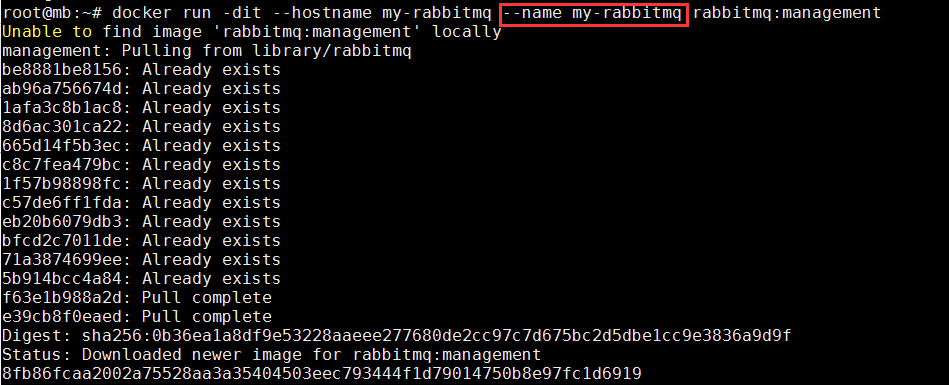 root@mb:~# docker run -dit --hostname my-rabbitmq --name my-rabbitmq rabbitmq:management
Unable to find image 'rabbitmq:management' locally
management: Pulling from library/rabbitmq
be8881be8156: Already exists
ab96a756674d: Already exists
1afa3c8b1ac8: Already exists
8d6ac301ca22: Already exists
665d14f5b3ec: Already exists
c8c7fea479bc: Already exists
1f57b98898fc: Already exists
c57de6ff1fda: Already exists
eb20b6079db3: Already exists
bfcd2c7011de: Already exists
71a3874699ee: Already exists
5b914bcc4a84: Already exists
f63e1b988a2d: Pull complete
e39cb8f0eaed: Pull complete
Digest: sha256:0b36ea1a8df9e53228aaeee277680de2cc97c7d675bc2d5dbe1cc9e3836a9d9f
Status: Downloaded newer image for rabbitmq:management
8fb86fcaa2002a75528aa3a35404503eec793444f1d79014750b8e97fc1d6919